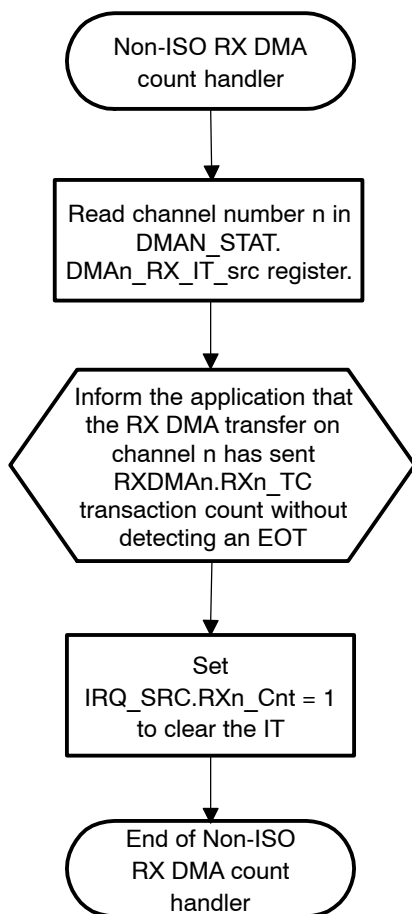 Non-ISO RX DMA
count handler
Read channel number n in
DMAN_STAT.
DMAn_RX_IT_src register.
Inform the application that
the RX DMA transfer on
channel n has sent
RXDMAn.RXn_TC
transaction count without
detecting an EOT
Set
IRQ_SRC.RXn_Cnt = 1
to clear the IT
End of Non-ISO
RX DMA count
handler